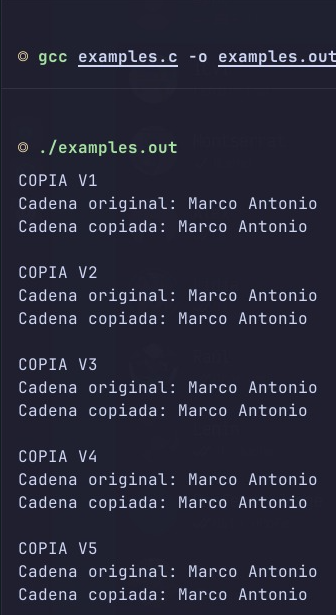 gcc examples.c -o examples.out
./examples.out
COPIA V1
Cadena original: Marco Antonio
Cadena copiada: Marco Antonio
COPIA V2
Cadena original: Marco Antonio
Cadena copiada: Marco Antonio
COPIA V3
Cadena original: Marco Antonio
Cadena copiada: Marco Antonio
COPIA V4
Cadena original: Marco Antonio
Cadena copiada: Marco Antonio
COPIA V5
Cadena original: Marco Antonio
Cadena copiada: Marco Antonio